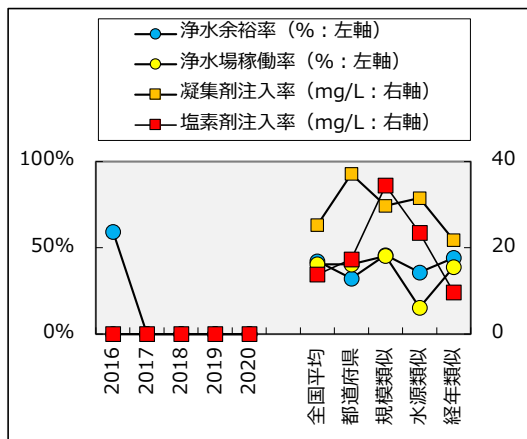 浄水余裕率（%：左軸）
浄水場稼働率（%：左軸）
凝集剤注入率（mg/L：右軸）
塩素剤注入率（mg/L：右軸）
100%
50%
0%
40
20
0
2016
2017
2018
2019
2020
全国平均
都道府県
規模類似
水源類似
経年類似